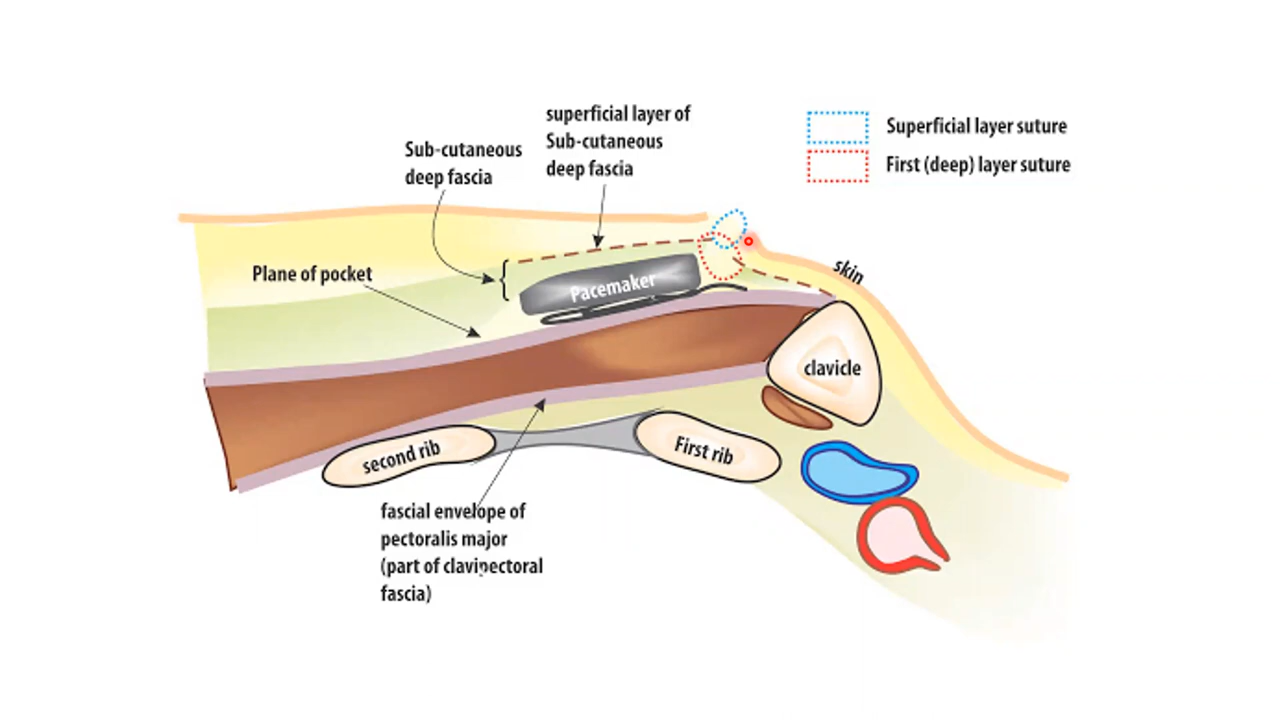 superficial layer of
Sub-cutaneous
deep fascia
Sub-cutaneous
deep fascia
Superficial layer suture
First (deep) layer suture
Plane of pocket
Pacemaker
skin
clavicle
second rib
First rib
fascial envelope of
pectoralis major
(part of clavipectoral
fascia)